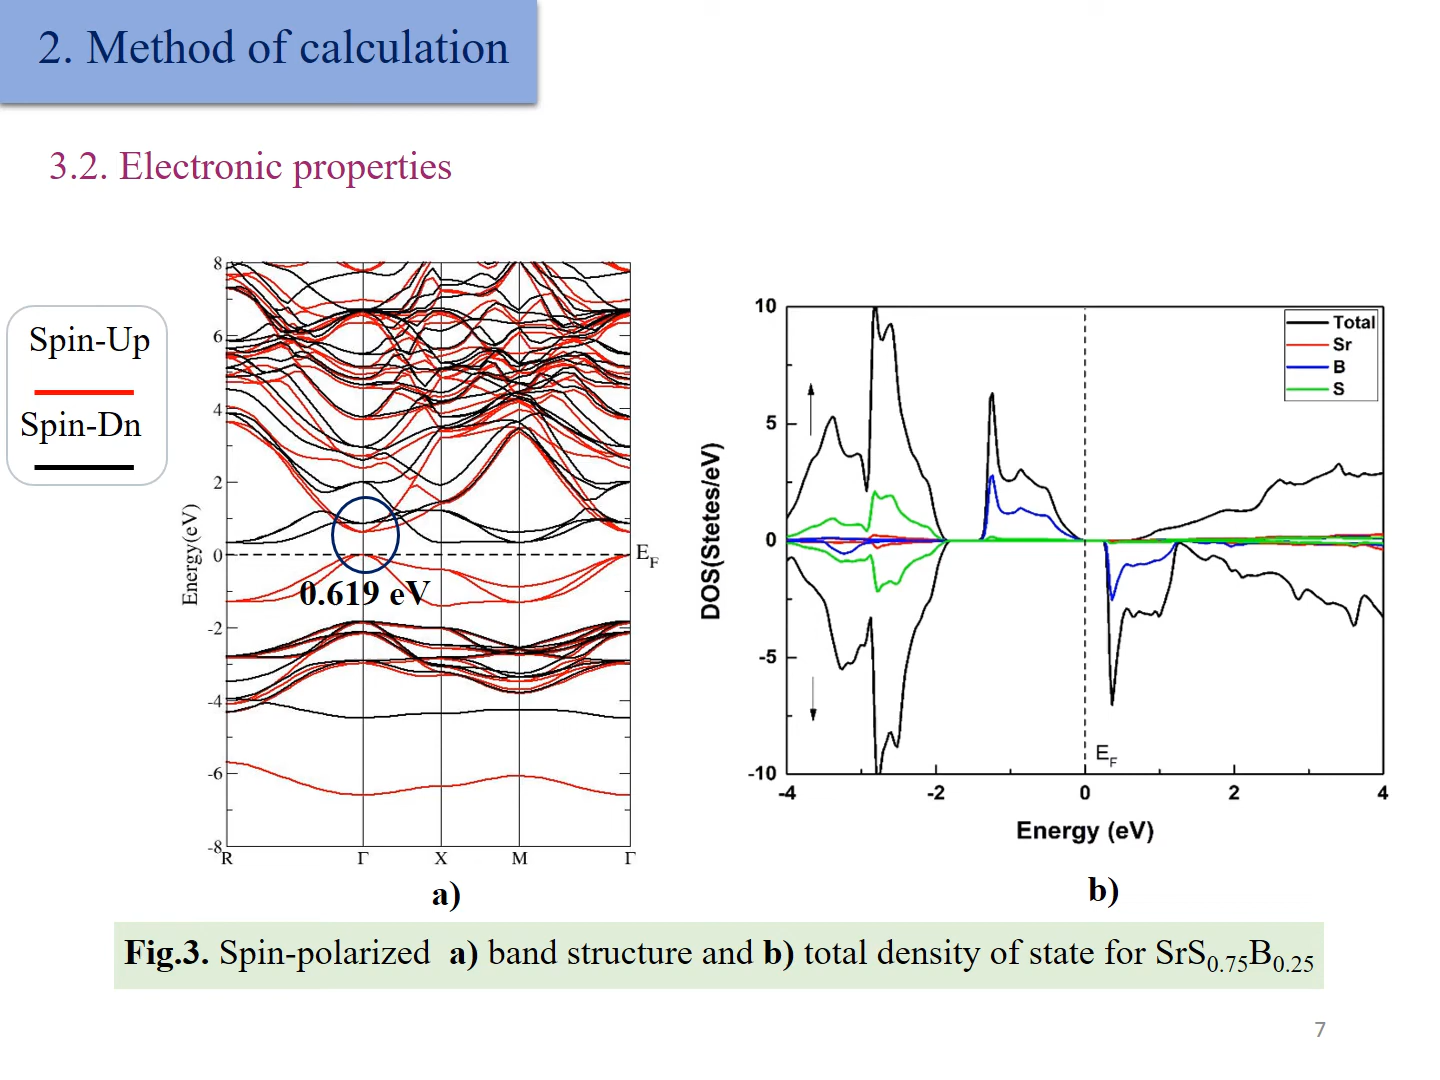 2. Method of calculation
3.2. Electronic properties
Spin-Up
Spin-Dn
Energy(eV)
8
6
4
2
0
-2
-4
-6
-8
R
Γ
X
M
Γ
E_F
0.619 eV
a)
DOS(Stetes/eV)
10
5
0
-5
-10
-4
-2
0
2
4
Energy (eV)
E_F
Total
Sr
B
S
b)
Fig.3. Spin-polarized a) band structure and b) total density of state for SrS0.75B0.25
7